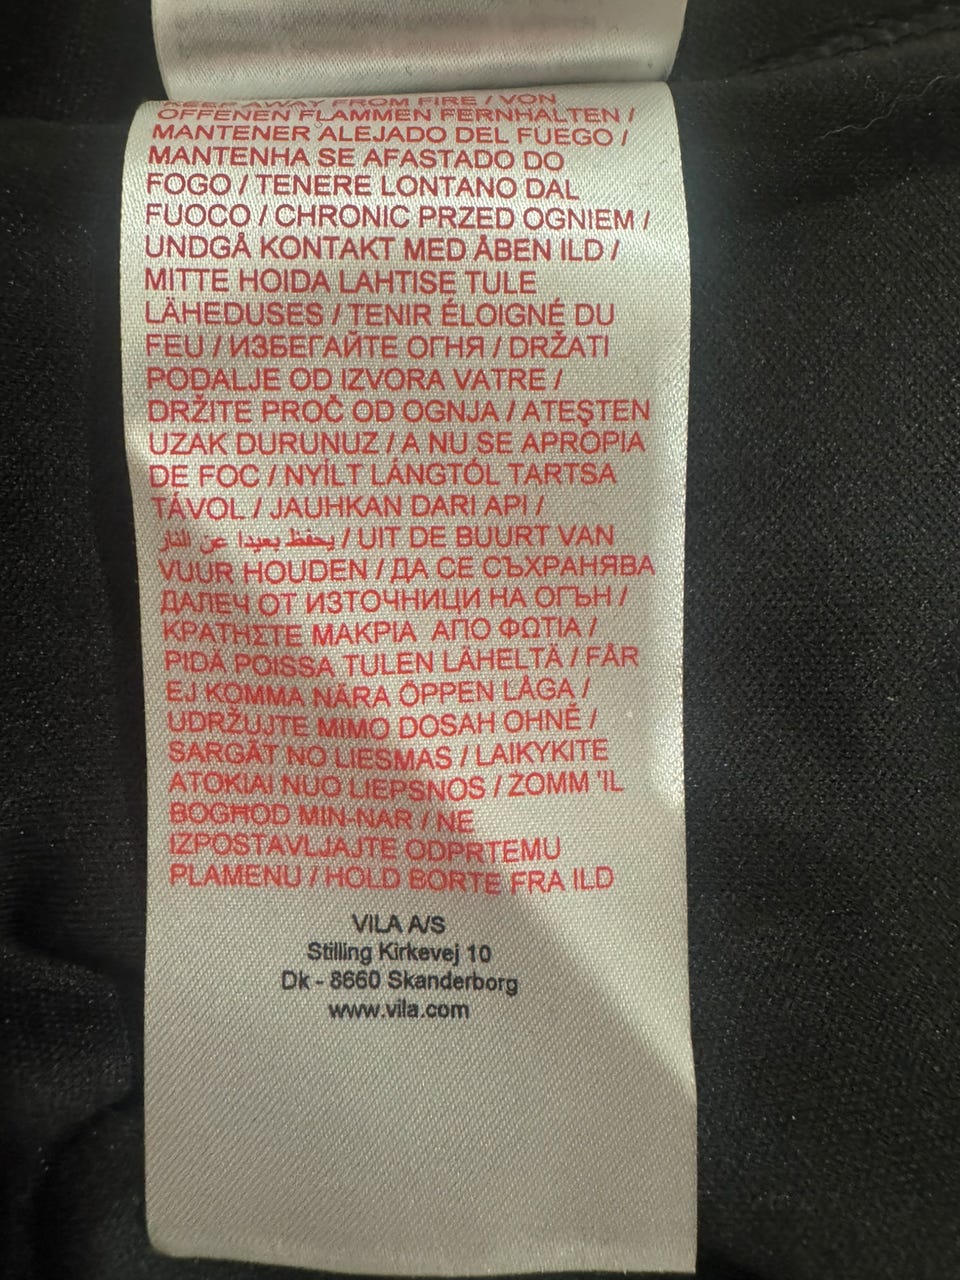 KEEP AWAY FROM FIRE / VON
OFFENEN FLAMMEN FERNHALTEN /
MANTENER ALEJADO DEL FUEGO /
MANTENHA SE AFASTADO DO
FOGO / TENERE LONTANO DAL
FUOCO / CHRONIC PRZED OGNIEM /
UNDGÅ KONTAKT MED ÅBEN ILD /
MITTE HOIDA LAHTISE TULE
LÄHEDUSES / TENIR ÉLOIGNÉ DU
FEU / ИЗБЕГАЙТЕ ОГНЯ / DRŽATI
PODALJE OD IZVORA VATRE /
DRŽITE PROČ OD OGNJA / ATEŞTEN
UZAK DURUNUZ / A NU SE APROPIA
DE FOC / NYÍLT LÁNGTÓL TARTSA
TÁVOL / JAUHKAN DARI API /
يحفظ بعيدا عن النار / UIT DE BUURT VAN
VUUR HOUDEN / ДА СЕ СЪХРАНЯВА
ДАЛЕЧ ОТ ИЗТОЧНИЦИ НА ОГЪН /
ΚΡΑΤΗΣΤΕ ΜΑΚΡΙΑ ΑΠΟ ΦΩΤΙΑ /
PIDÄ POISSA TULEN LÄHELTÄ / FÅR
EJ KOMMA NÄRA ÖPPEN LÅGA /
UDRŽUJTE MIMO DOSAH OHNĚ /
SARGĀT NO LIESMAS / LAIKYKITE
ATOKIAI NUO LIEPSNOS / ŻOMM 'IL
BOGĦOD MIN-NAR / NE
IZPOSTAVLJAJTE ODPRTEMU
PLAMENU / HOLD BORTE FRA ILD
VILA A/S
Stilling Kirkevej 10
Dk - 8660 Skanderborg
www.vila.com